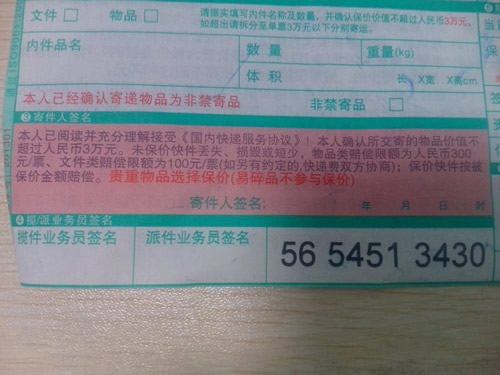 文件 物品 请据实填写内件名称及数量,并确认保价价值不超过人民币3万元,
如超出请拆分至单票3万元以下分别寄递。
内件品名 数量 重量(kg)
体积 长 X宽 X高cm
本人已经确认寄递物品为非禁寄品 非禁寄品
❸寄件人签名
本人已阅读并充分理解接受《国内快递服务协议》!本人确认所交寄的物品价值不
超过人民币3万元。未保价快件丢失、损毁或短少,物品类赔偿限额为人民币300
元/票、文件类赔偿限额为100元/票(如另有约定的,快递费双方协商);保价快件按被
保价金额赔偿。贵重物品选择保价(易碎品不参与保价)
寄件人签名: 年 月 日 时
❹揽/派业务员签名
揽件业务员签名 派件业务员签名 56 5451 3430